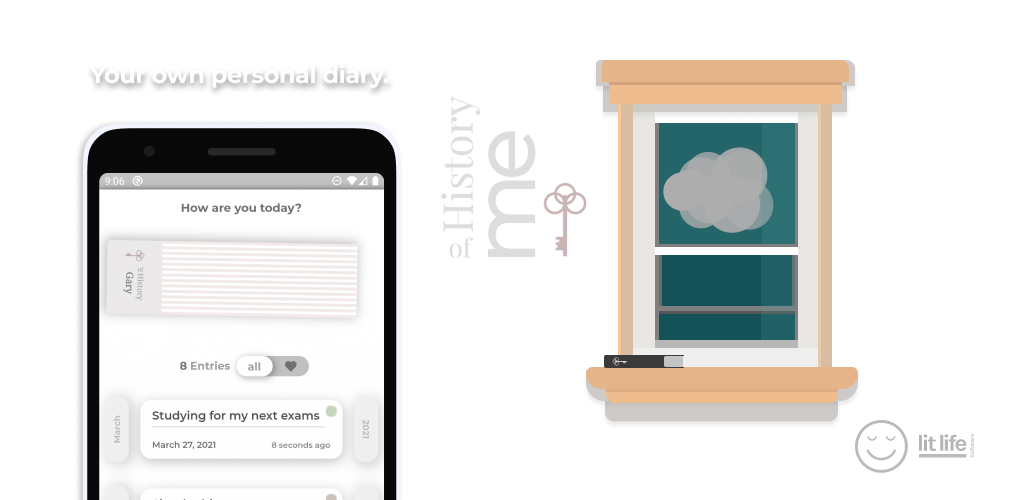 Your own personal diary.
9:06
How are you today?
of History
Gary
8 Entries
all
March
Studying for my next exams
March 27, 2021
8 seconds ago
2021
of History
me
lit life
Software